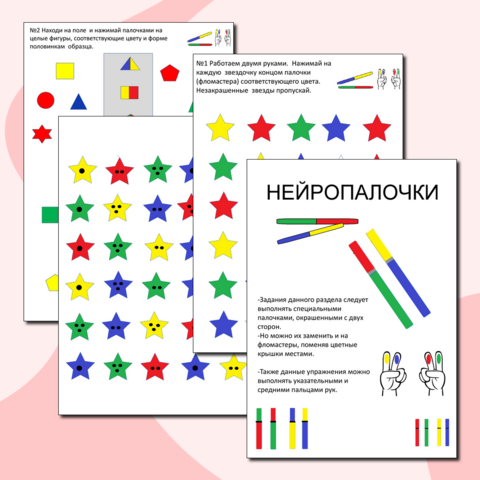 №2 Находи на поле и нажимай палочками на
целые фигуры, соответствующие цвету и форме
половинкам образца.
№1 Работаем двумя руками. Нажимай на
каждую звездочку концом палочки
(фломастера) соответствующего цвета.
Незакрашенные звезды пропускай.
НЕЙРОПАЛОЧКИ
-Задания данного раздела следует
выполнять специальными
палочками, окрашенными с двух
сторон.
-Но можно их заменить и на
фломастеры, поменяв цветные
крышки местами.
-Также данные упражнения можно
выполнять указательными и
средними пальцами рук.